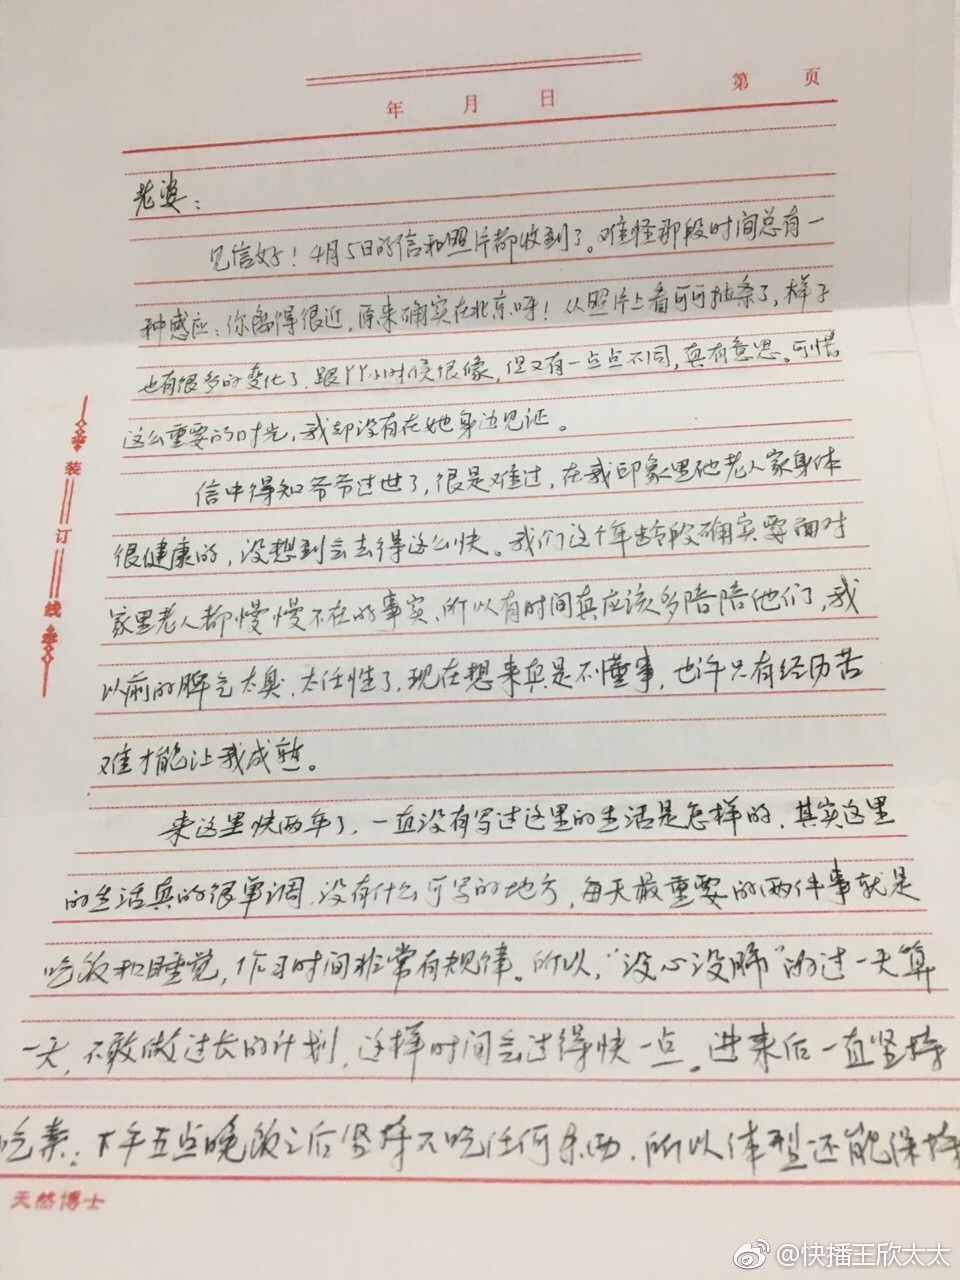 年 月 日 第 页
老婆：
见信好！4月5日的信和照片都收到了。难怪那段时间总有一
种感应：你离得很近，原来确实在北京呀！从照片上看可可抽条了，样子
也有很多的变化了，跟丫丫小时候很像，但又有一点点不同，真有意思。可惜
这么重要的时光，我却没有在她身边见证。
信中得知爷爷过世了，很是难过，在我印象里他老人家身体
很健康的，没想到会去得这么快。我们这个年龄段确实要面对
家里老人都慢慢不在的事实，所以有时间真应该多陪陪他们，我
以前的脾气太臭，太任性了，现在想来真是不懂事，也许只有经历苦
难才能让我成熟。
来这里快两年了，一直没有写过这里的生活是怎样的，其实这里
的生活真的很单调，没有什么可写的地方，每天最重要的两件事就是
吃饭和睡觉，作习时间非常有规律。所以，“没心没肺”的过一天算
一天，不敢做过长的计划，这样时间会过得快一点。进来后一直坚持
吃素；下午五点晚饭之后坚持不吃任何东西，所以体型还能保持
装订线
天然博士
@快播王欣太太